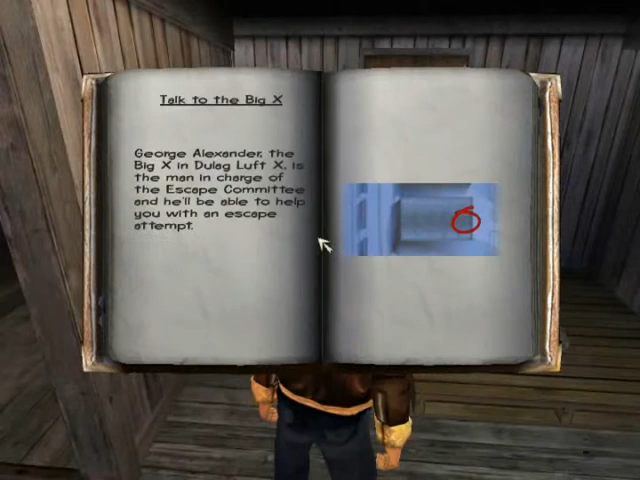 Talk to the Big X
George Alexander, the
Big X in Dulag Luft X, is
the man in charge of
the Escape Committee
and he'll be able to help
you with an escape
attempt.